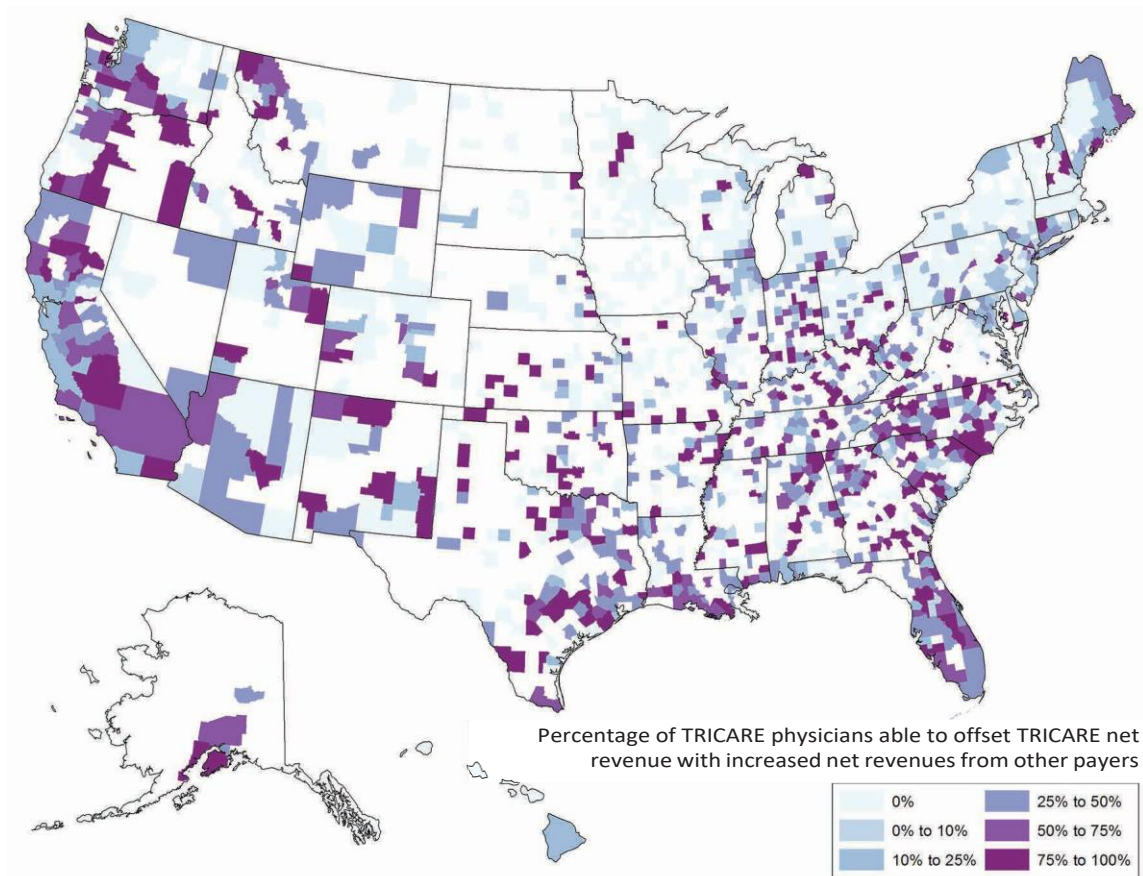 Percentage of TRICARE physicians able to offset TRICARE net
revenue with increased net revenues from other payers
0%
0% to 10%
10% to 25%
25% to 50%
50% to 75%
75% to 100%